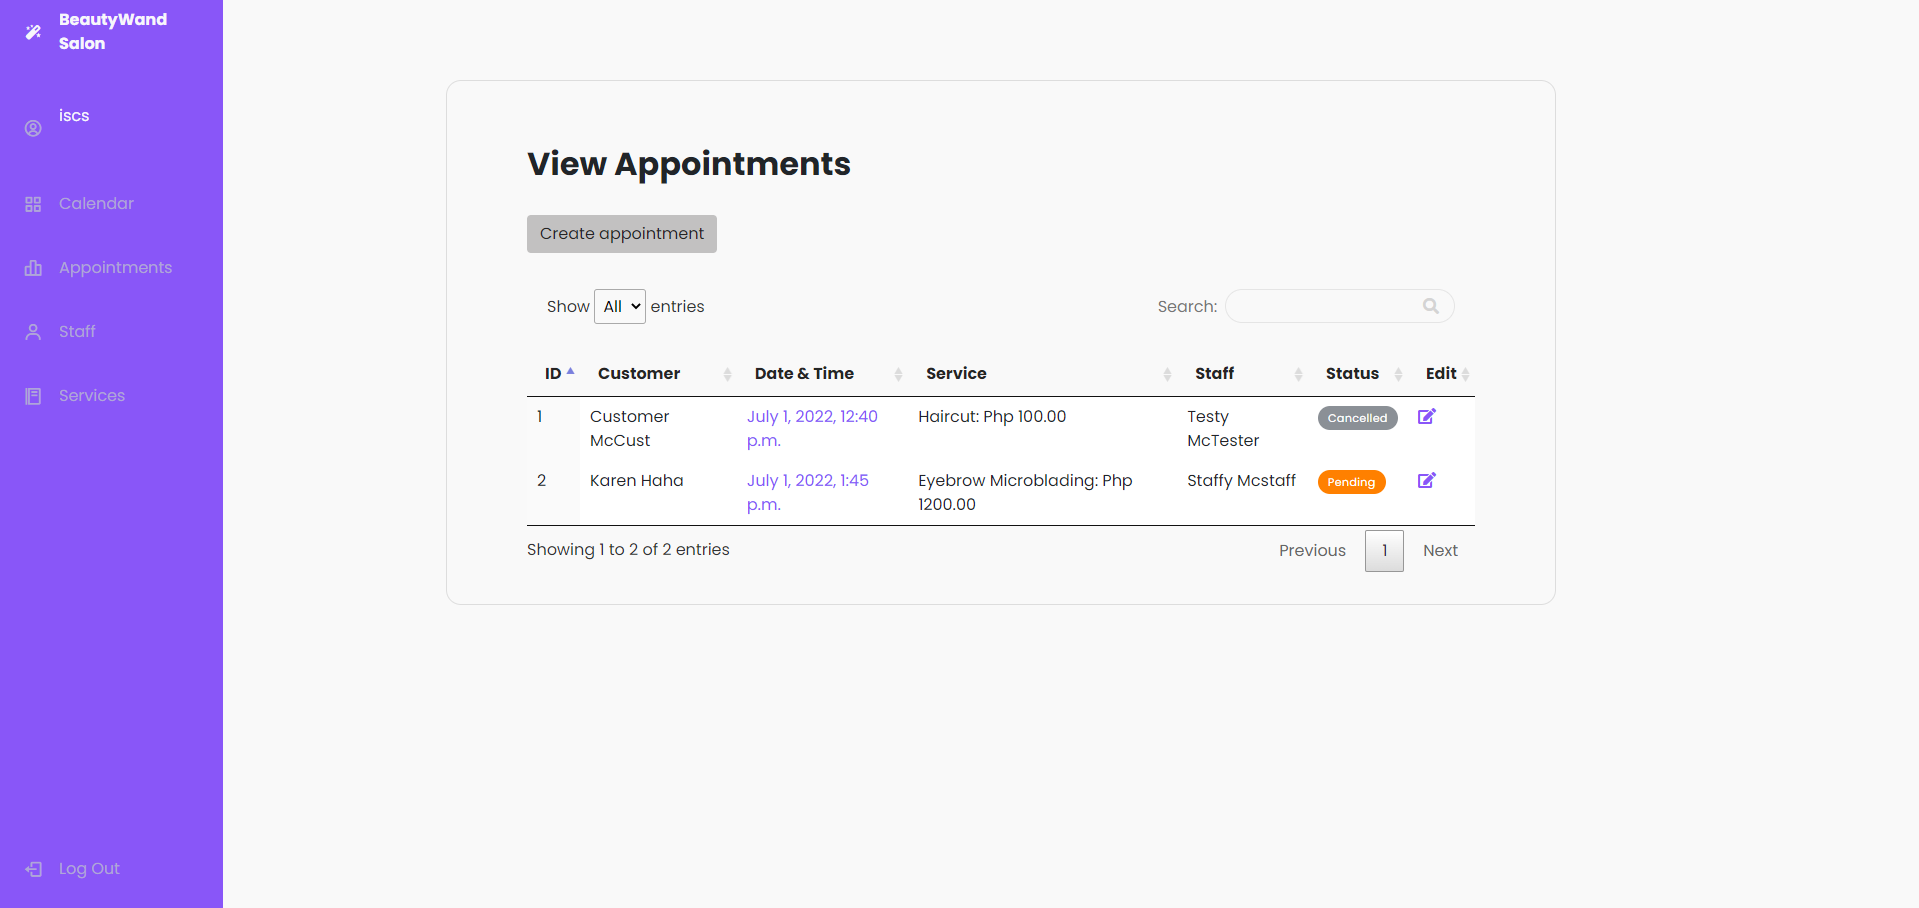 BeautyWand
Salon
iscs
Calendar
Appointments
Staff
Services
Log Out
View Appointments
Create appointment
Show All entries
Search:
ID Customer Date & Time Service Staff Status Edit
1 Customer McCust July 1, 2022, 12:40 p.m. Haircut: Php 100.00 Testy McTester Cancelled
2 Karen Haha July 1, 2022, 1:45 p.m. Eyebrow Microblading: Php 1200.00 Staffy Mcstaff Pending
Showing 1 to 2 of 2 entries
Previous 1 Next